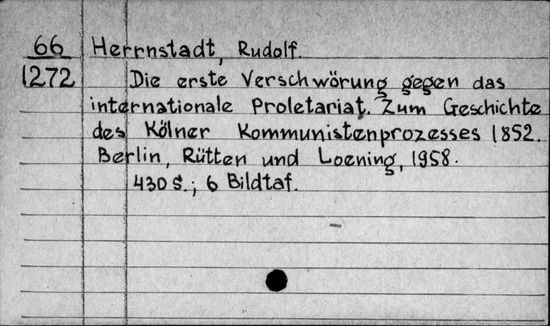 66 Herrnstadt, Rudolf.
1272 Die erste Verschwörung gegen das
internationale Proletariat. Zum Geschichte
des Kölner Kommunistenprozesses 1852.
Berlin, Rütten und Loening, 1958.
430 S.; 6 Bildtaf.